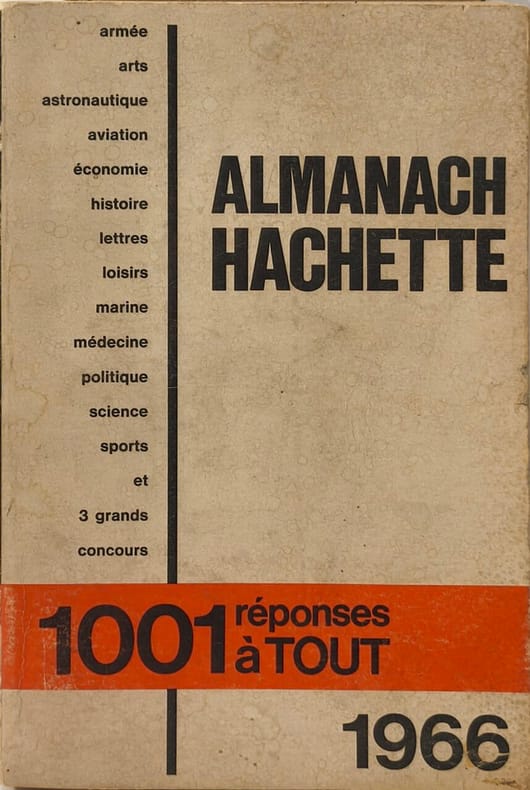 armée
arts
astronautique
aviation
économie
histoire
lettres
loisirs
marine
médecine
politique
science
sports
et
3 grands
concours
ALMANACH
HACHETTE
1001 réponses
à TOUT
1966